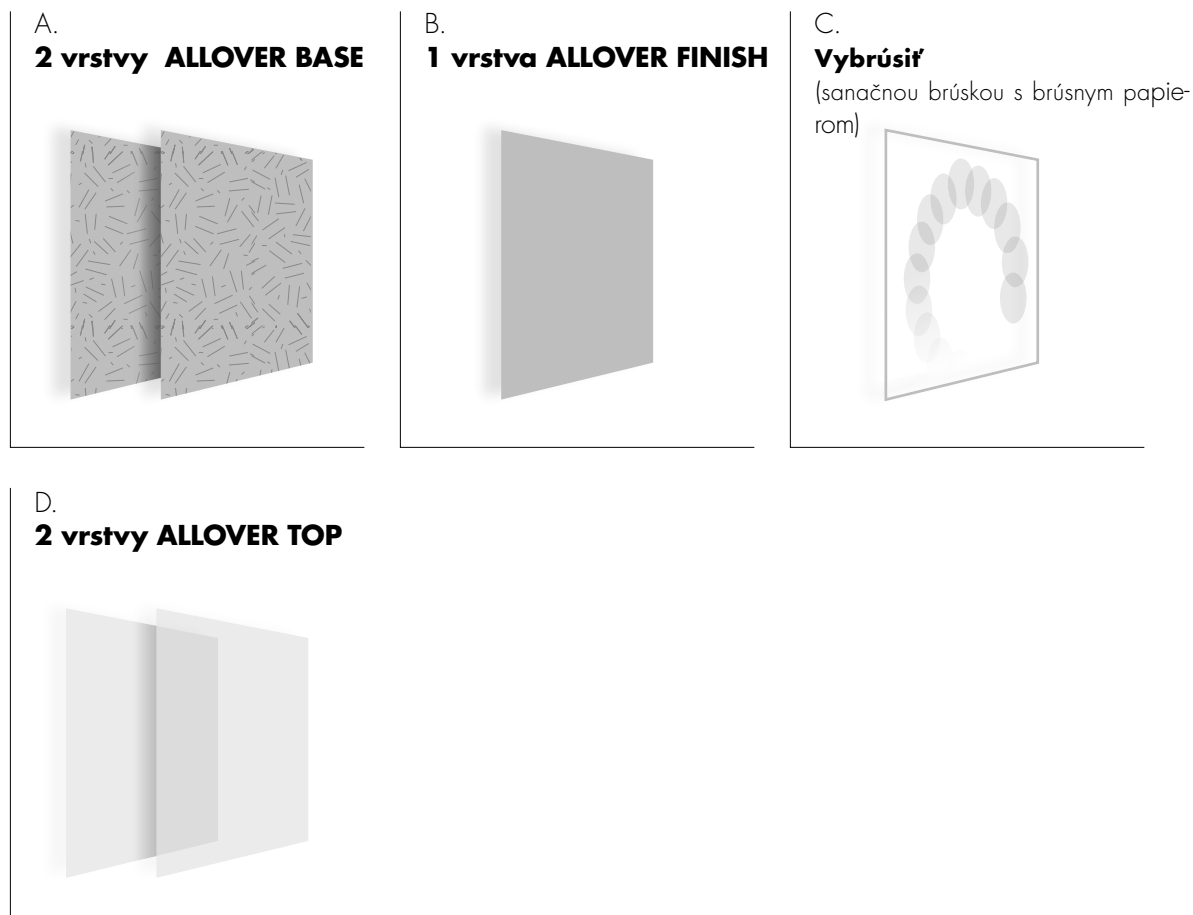 A.
2 vrstvy ALLOVER BASE
B.
1 vrstva ALLOVER FINISH
C.
Vybrúsiť
(sanačnou brúskou s brúsnym papie-
rom)
D.
2 vrstvy ALLOVER TOP